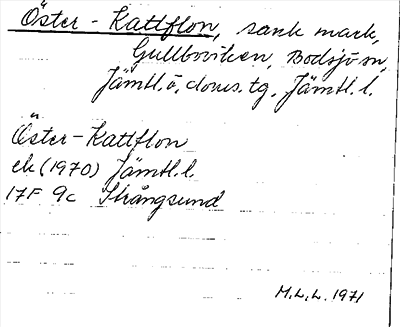 Öster-Kattflon, sank mark,
Gullboviken, Bodsjö sn,
Jämtl. ö. doms. tg, Jämtl. l.
Öster-Kattflon
ek (1970) Jämtl. l.
17F 9c Strångsund
M.L.L. 1971